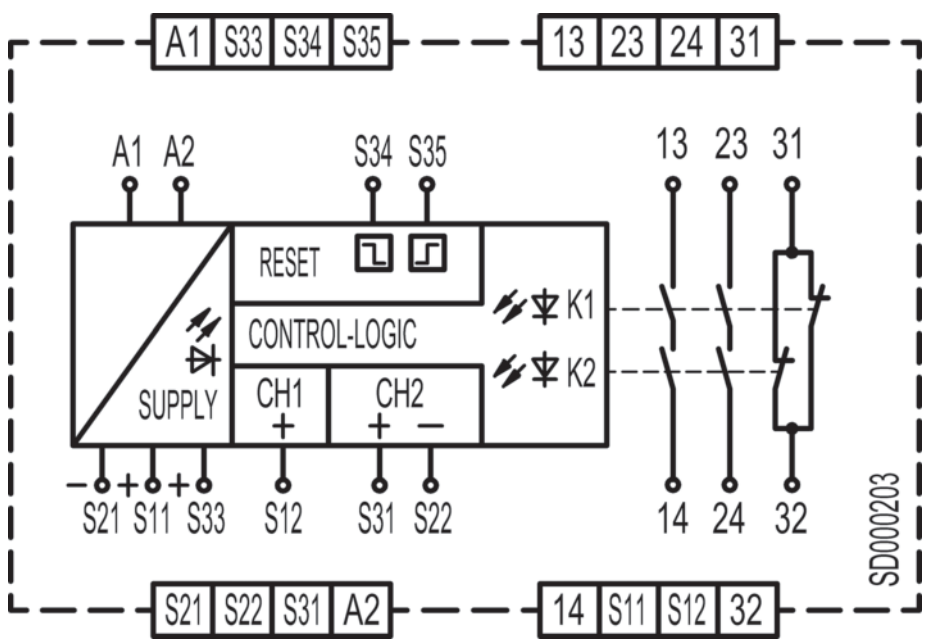 A1 S33 S34 S35 13 23 24 31
A1 A2 S34 S35 13 23 31
RESET
K1
CONTROL-LOGIC
K2
SUPPLY CH1 CH2
+ + −
− + +
S21 S11 S33 S12 S31 S22 14 24 32
SD000203
S21 S22 S31 A2 14 S11 S12 32